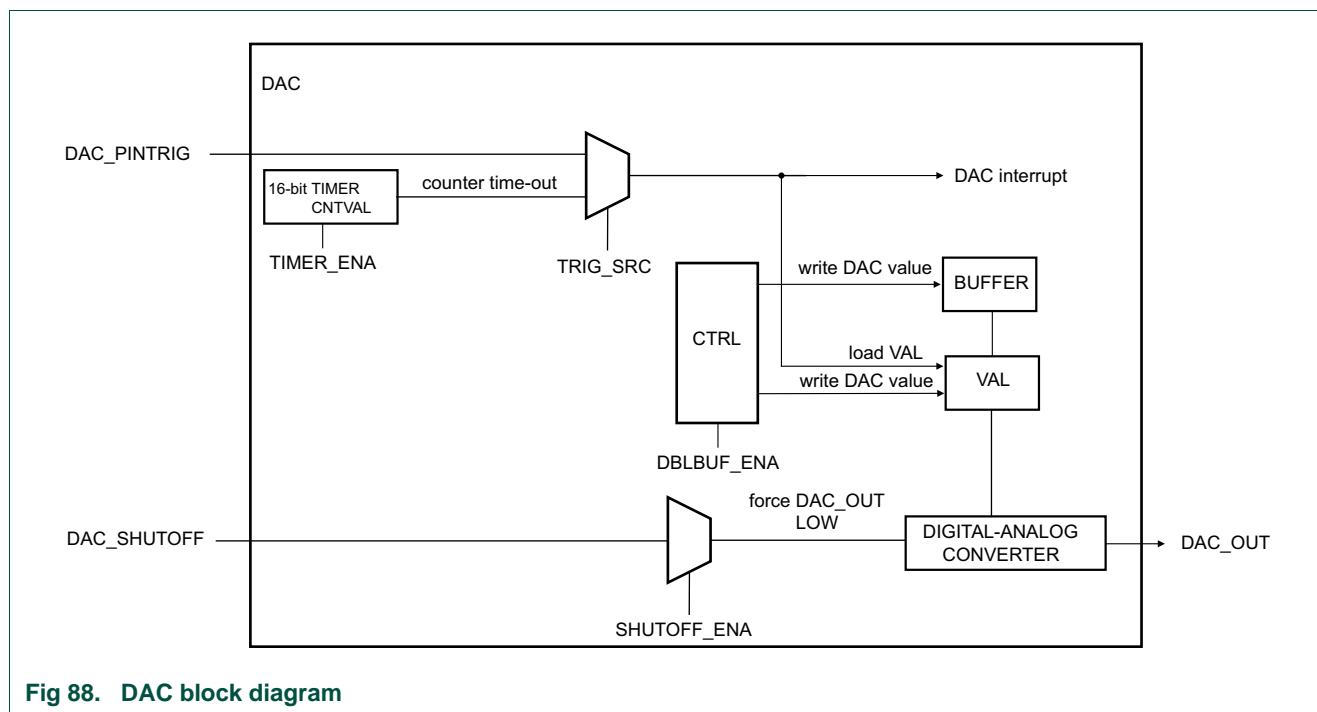 DAC
DAC_PINTRIG
16-bit TIMER
CNTVAL
counter time-out
DAC interrupt
TIMER_ENA
TRIG_SRC
write DAC value
BUFFER
CTRL
load VAL
write DAC value
VAL
DBLBUF_ENA
DAC_SHUTOFF
force DAC_OUT
LOW
DIGITAL-ANALOG
CONVERTER
DAC_OUT
SHUTOFF_ENA
Fig 88. DAC block diagram